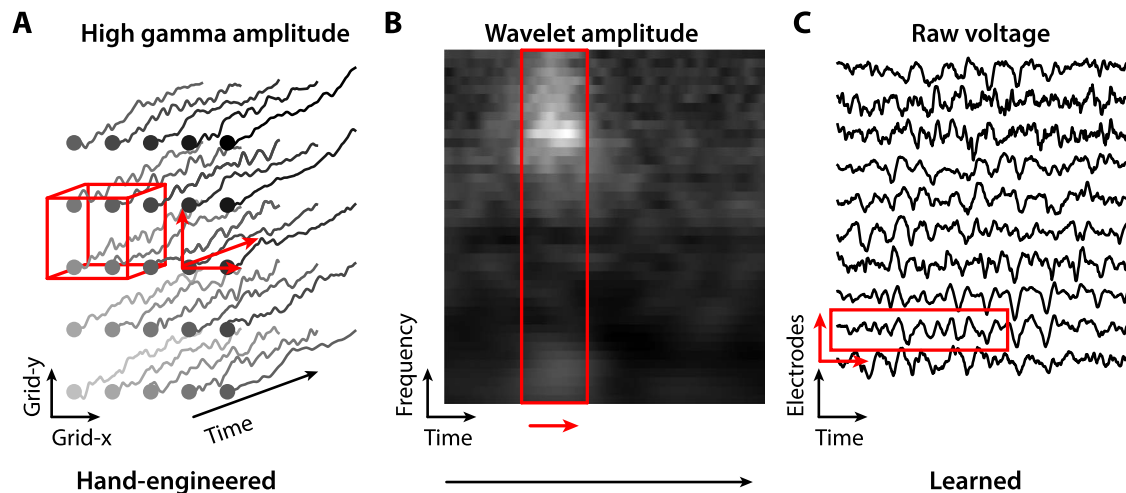 A
High gamma amplitude
Grid-y
Grid-x
Time
B
Wavelet amplitude
Frequency
Time
C
Raw voltage
Electrodes
Time
Hand-engineered
Learned